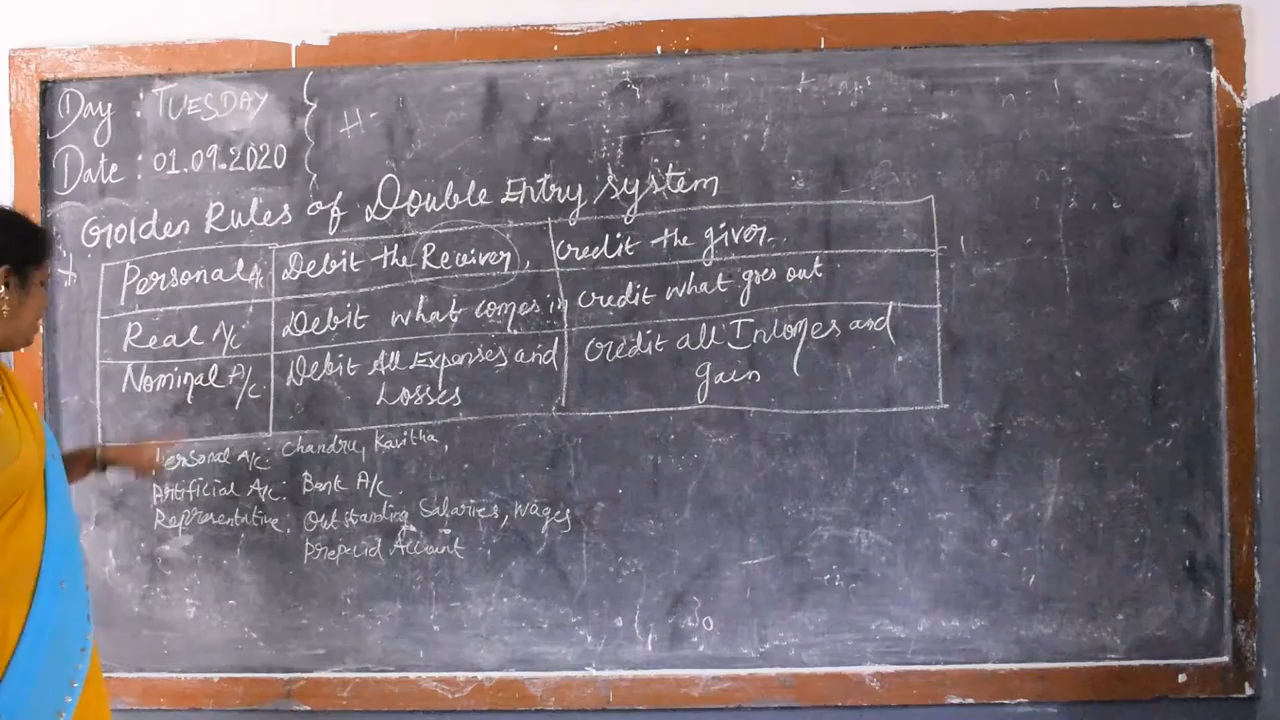 Day : TUESDAY
Date : 01.09.2020
Golden Rules of Double Entry System
Personal A/c Debit the Receiver, Credit the giver.
Real A/c Debit what comes in Credit what goes out
Nominal A/c Debit All Expenses and Losses Credit all Incomes and gain
Personal A/c: Chandru, Kavitha,
Artificial A/c: Bank A/c
Representative. Outstanding Salaries, Wages
Prepaid Account